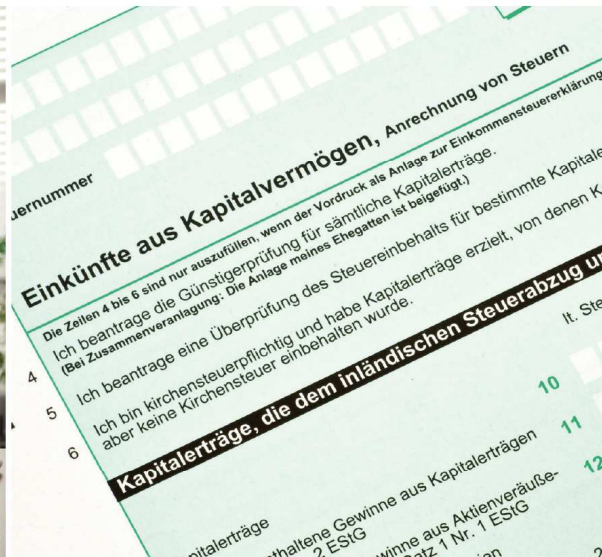 uernummer
Einkünfte aus Kapitalvermögen, Anrechnung von Steuern
Die Zeilen 4 bis 6 sind nur auszufüllen, wenn der Vordruck als Anlage zur Einkommensteuererklärung
4 Ich beantrage die Günstigerprüfung für sämtliche Kapitalerträge.
(Bei Zusammenveranlagung: Die Anlage meines Ehegatten ist beigefügt.)
5 Ich beantrage eine Überprüfung des Steuereinbehalts für bestimmte Kapitale
6 Ich bin kirchensteuerpflichtig und habe Kapitalerträge erzielt, von denen K
aber keine Kirchensteuer einbehalten wurde.
Kapitalerträge, die dem inländischen Steuerabzug u
lt. Ste
pitalerträge 10
thaltene Gewinne aus Kapitalerträgen 11
2 EStG
winne aus Aktienveräuße- 12
atz 1 Nr. 1 EStG